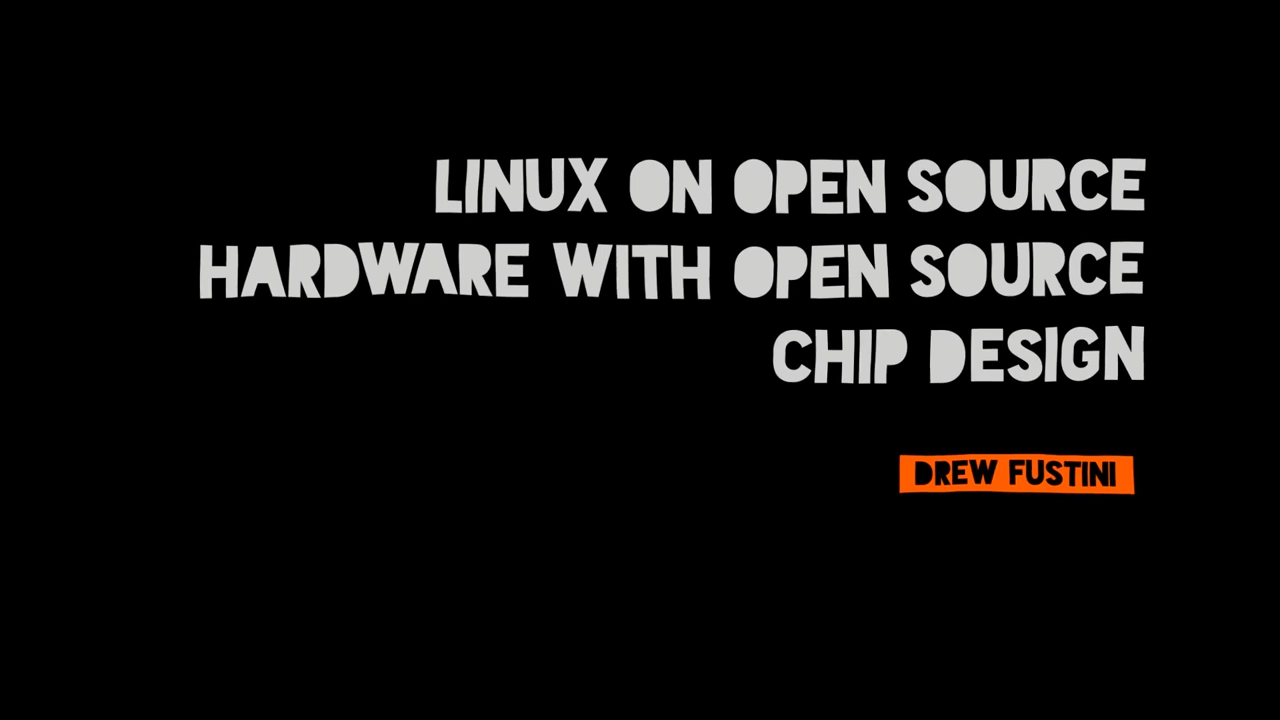 LINUX ON OPEN SOURCE
HARDWARE WITH OPEN SOURCE
CHIP DESIGN
DREW FUSTINI